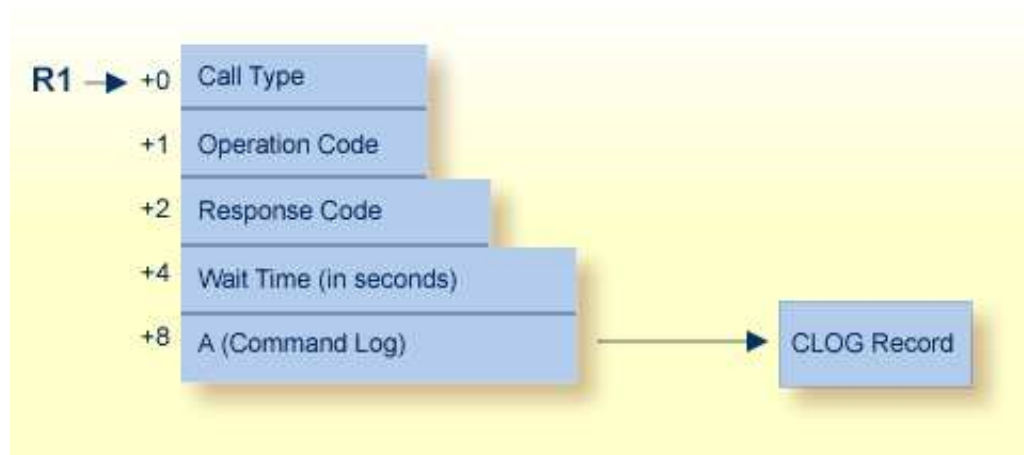 R1 +0 Call Type
+1 Operation Code
+2 Response Code
+4 Wait Time (in seconds)
+8 A (Command Log) CLOG Record